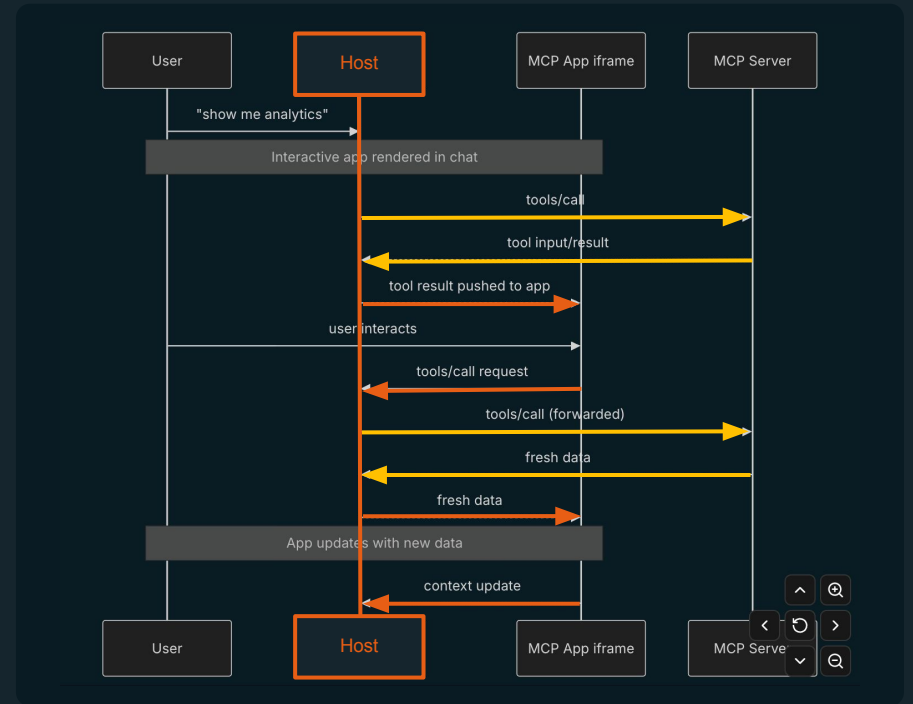 User
Host
MCP App iframe
MCP Server
"show me analytics"
Interactive app rendered in chat
tools/call
tool input/result
tool result pushed to app
user interacts
tools/call request
tools/call (forwarded)
fresh data
fresh data
App updates with new data
context update
User
Host
MCP App iframe
MCP Serve